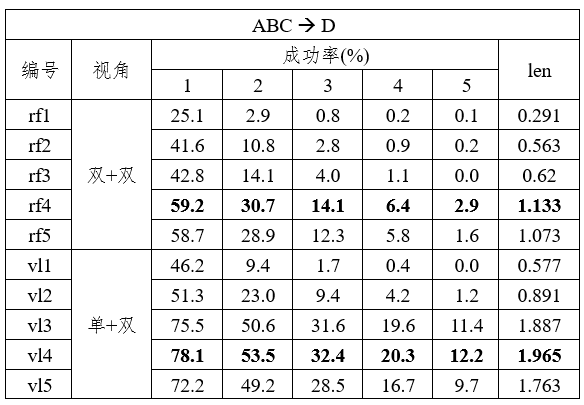 ABC → D
编号 视角 成功率(%) len
1 2 3 4 5
rf1 双+双 25.1 2.9 0.8 0.2 0.1 0.291
rf2 41.6 10.8 2.8 0.9 0.2 0.563
rf3 42.8 14.1 4.0 1.1 0.0 0.62
rf4 59.2 30.7 14.1 6.4 2.9 1.133
rf5 58.7 28.9 12.3 5.8 1.6 1.073
vl1 单+双 46.2 9.4 1.7 0.4 0.0 0.577
vl2 51.3 23.0 9.4 4.2 1.2 0.891
vl3 75.5 50.6 31.6 19.6 11.4 1.887
vl4 78.1 53.5 32.4 20.3 12.2 1.965
vl5 72.2 49.2 28.5 16.7 9.7 1.763